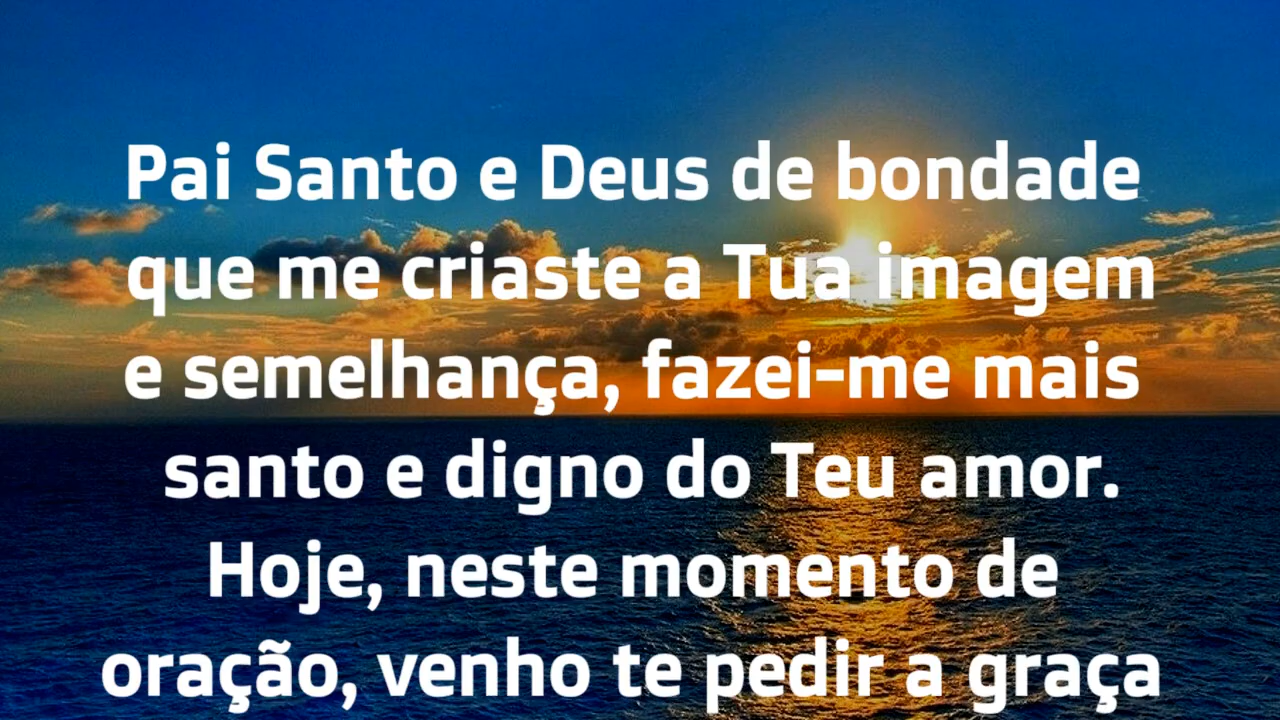 Pai Santo e Deus de bondade
que me criaste a Tua imagem
e semelhança, fazei-me mais
santo e digno do Teu amor.
Hoje, neste momento de
oração, venho te pedir a graça